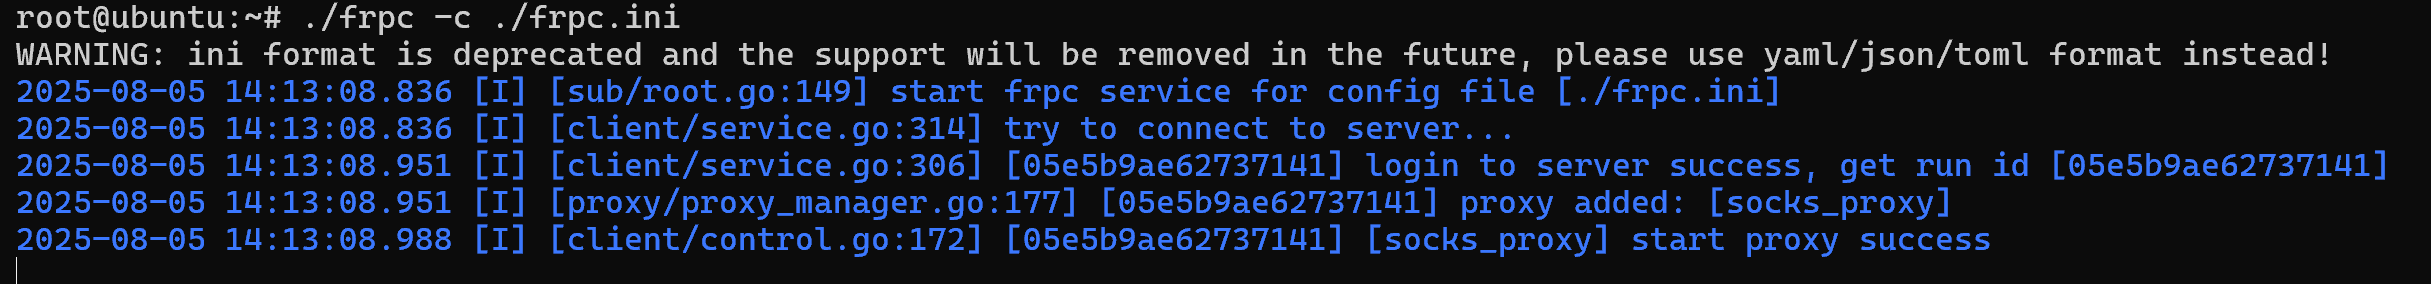 root@ubuntu:~# ./frpc -c ./frpc.ini
WARNING: ini format is deprecated and the support will be removed in the future, please use yaml/json/toml format instead!
2025-08-05 14:13:08.836 [I] [sub/root.go:149] start frpc service for config file [./frpc.ini]
2025-08-05 14:13:08.836 [I] [client/service.go:314] try to connect to server...
2025-08-05 14:13:08.951 [I] [client/service.go:306] [05e5b9ae62737141] login to server success, get run id [05e5b9ae62737141]
2025-08-05 14:13:08.951 [I] [proxy/proxy_manager.go:177] [05e5b9ae62737141] proxy added: [socks_proxy]
2025-08-05 14:13:08.988 [I] [client/control.go:172] [05e5b9ae62737141] [socks_proxy] start proxy success